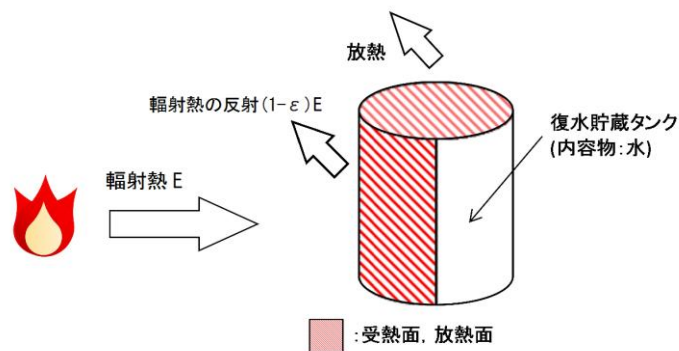 放熱
輻射熱の反射(1-ε)E
復水貯蔵タンク
(内容物:水)
輻射熱 E
:受熱面，放熱面